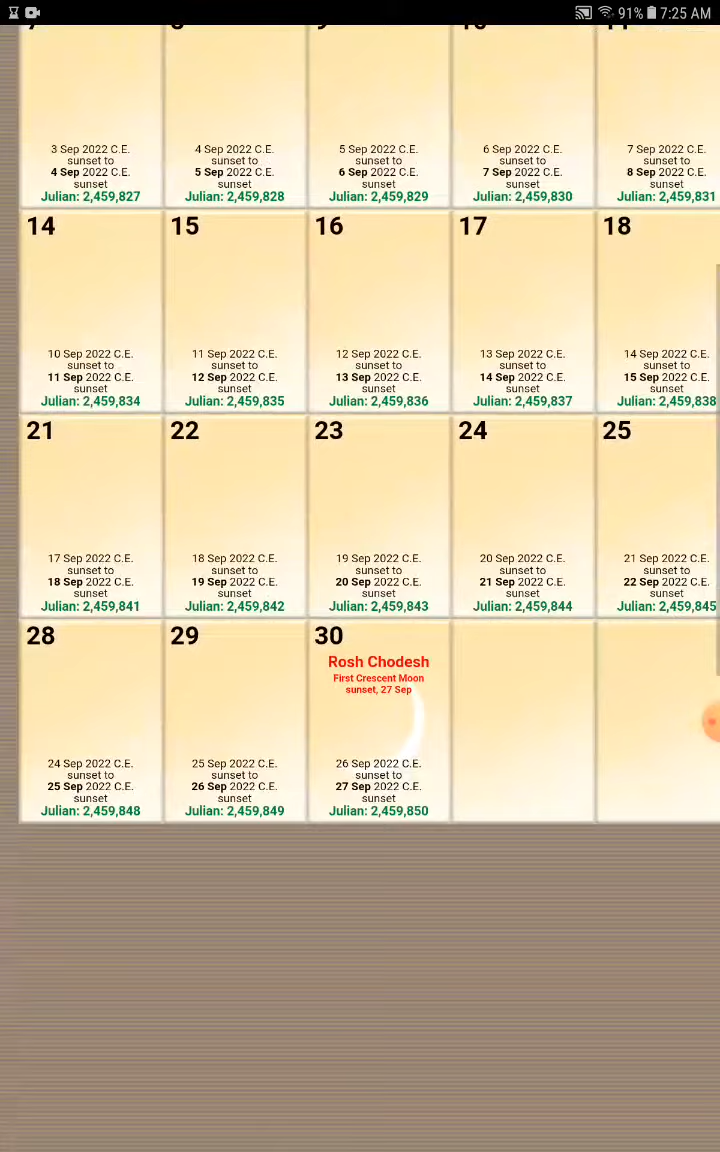 91% 7:25 AM
3 Sep 2022 C.E.
sunset to
4 Sep 2022 C.E.
sunset
Julian: 2,459,827
4 Sep 2022 C.E.
sunset to
5 Sep 2022 C.E.
sunset
Julian: 2,459,828
5 Sep 2022 C.E.
sunset to
6 Sep 2022 C.E.
sunset
Julian: 2,459,829
6 Sep 2022 C.E.
sunset to
7 Sep 2022 C.E.
sunset
Julian: 2,459,830
7 Sep 2022 C.E.
sunset to
8 Sep 2022 C.E.
sunset
Julian: 2,459,831
14
10 Sep 2022 C.E.
sunset to
11 Sep 2022 C.E.
sunset
Julian: 2,459,834
15
11 Sep 2022 C.E.
sunset to
12 Sep 2022 C.E.
sunset
Julian: 2,459,835
16
12 Sep 2022 C.E.
sunset to
13 Sep 2022 C.E.
sunset
Julian: 2,459,836
17
13 Sep 2022 C.E.
sunset to
14 Sep 2022 C.E.
sunset
Julian: 2,459,837
18
14 Sep 2022 C.E.
sunset to
15 Sep 2022 C.E.
sunset
Julian: 2,459,838
21
17 Sep 2022 C.E.
sunset to
18 Sep 2022 C.E.
sunset
Julian: 2,459,841
22
18 Sep 2022 C.E.
sunset to
19 Sep 2022 C.E.
sunset
Julian: 2,459,842
23
19 Sep 2022 C.E.
sunset to
20 Sep 2022 C.E.
sunset
Julian: 2,459,843
24
20 Sep 2022 C.E.
sunset to
21 Sep 2022 C.E.
sunset
Julian: 2,459,844
25
21 Sep 2022 C.E.
sunset to
22 Sep 2022 C.E.
sunset
Julian: 2,459,845
28
24 Sep 2022 C.E.
sunset to
25 Sep 2022 C.E.
sunset
Julian: 2,459,848
29
25 Sep 2022 C.E.
sunset to
26 Sep 2022 C.E.
sunset
Julian: 2,459,849
30
Rosh Chodesh
First Crescent Moon
sunset, 27 Sep
26 Sep 2022 C.E.
sunset to
27 Sep 2022 C.E.
sunset
Julian: 2,459,850